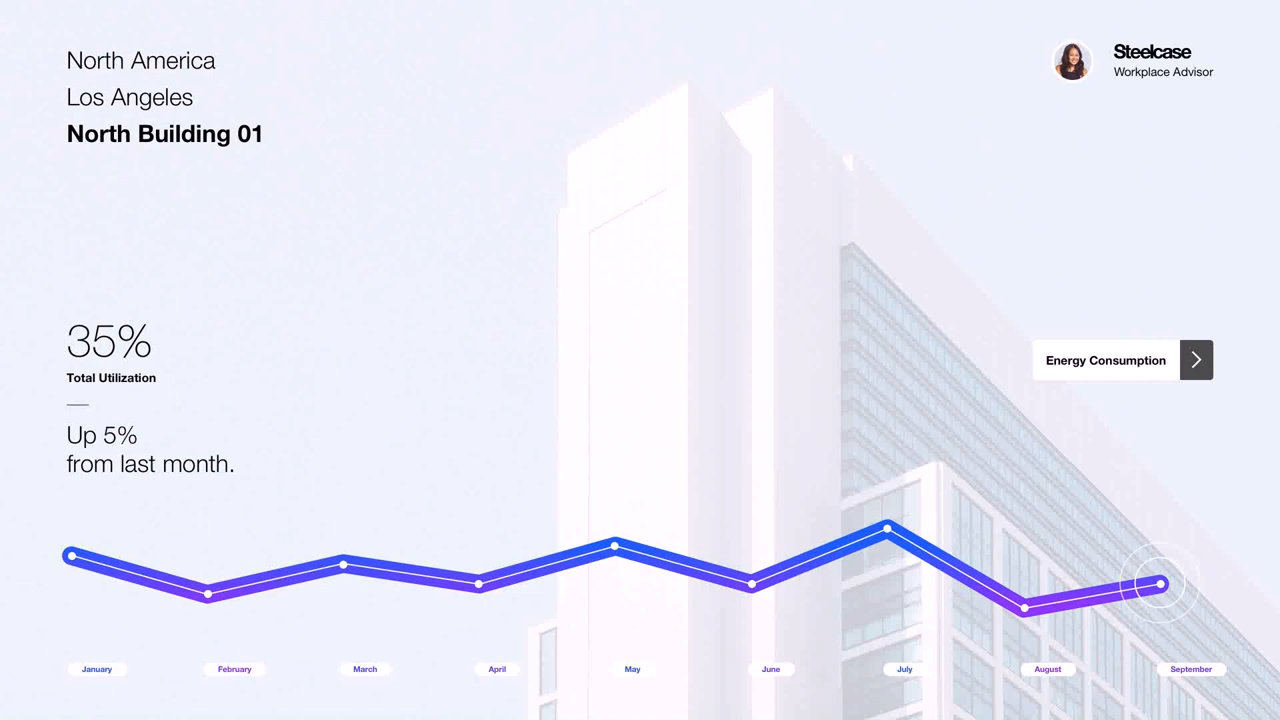 North America
Los Angeles
North Building 01
Steelcase
Workplace Advisor
35%
Total Utilization
Up 5%
from last month.
Energy Consumption
January
February
March
April
May
June
July
August
September